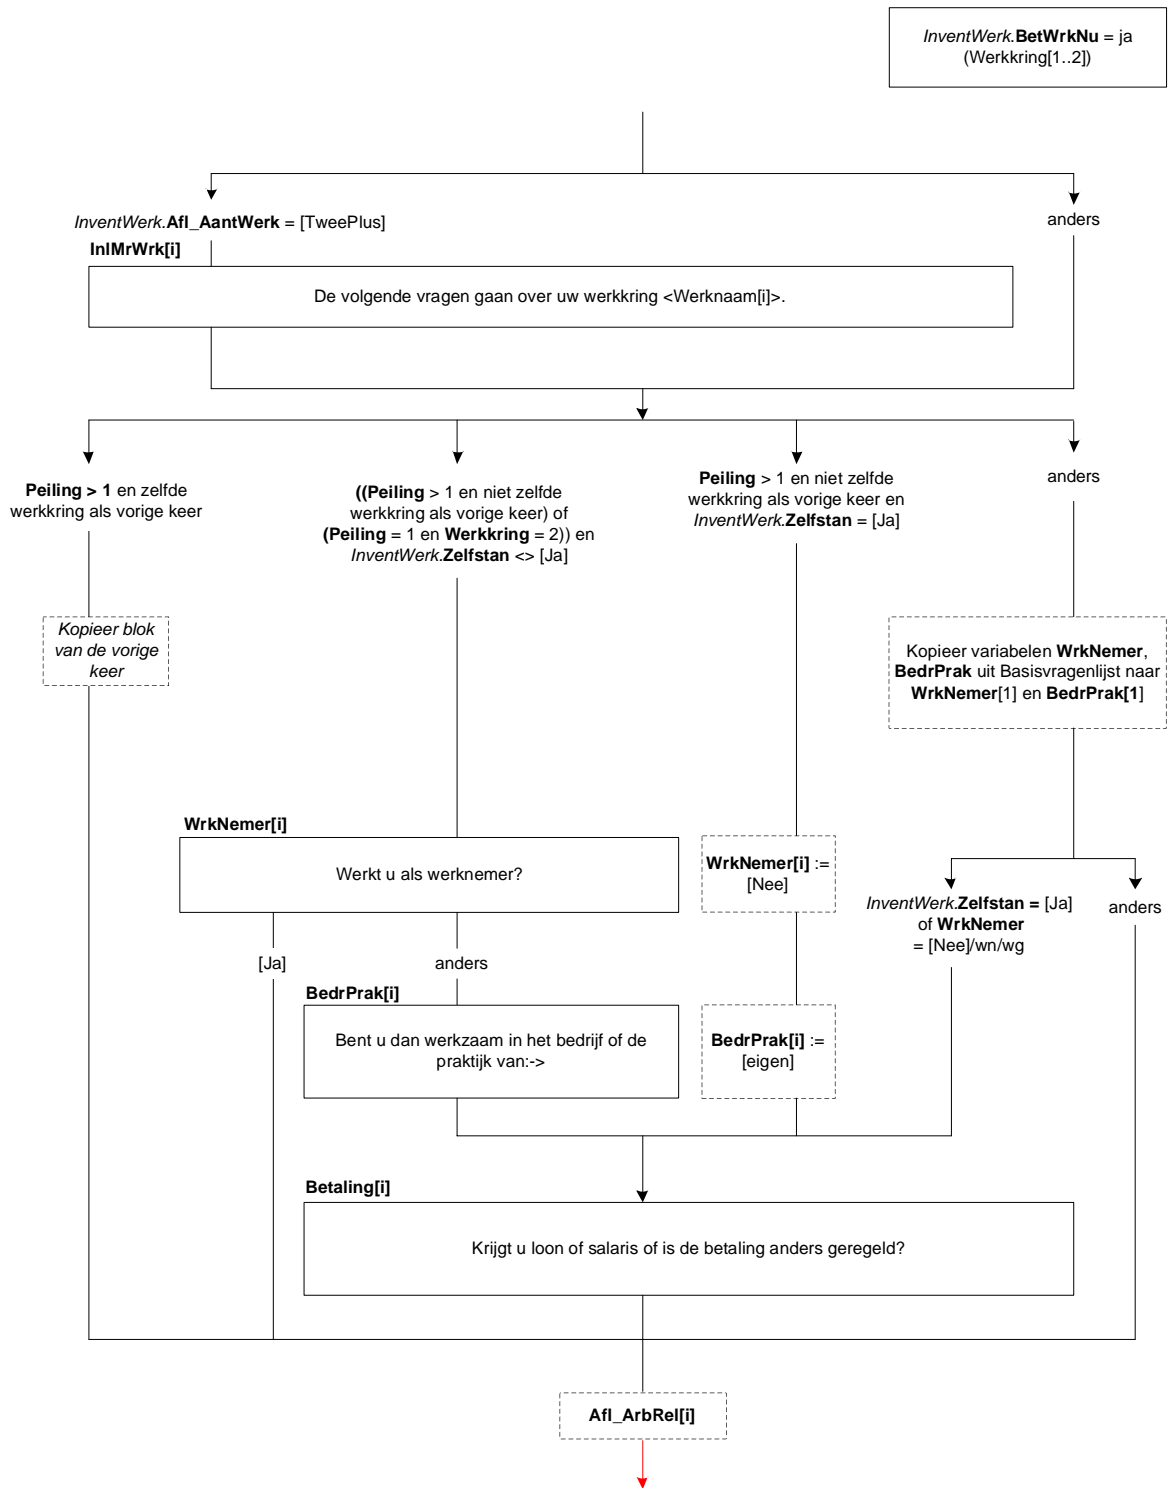 InventWerk.BetWrkNu = ja
(Werkkring[1..2])
InventWerk.Afl_AantWerk = [TweePlus]
anders
InlMrWrk[i]
De volgende vragen gaan over uw werkkring <Werknaam[i]>.
Peiling > 1 en zelfde
werkkring als vorige keer
((Peiling > 1 en niet zelfde
werkkring als vorige keer) of
(Peiling = 1 en Werkkring = 2)) en
InventWerk.Zelfstan <> [Ja]
Peiling > 1 en niet zelfde
werkkring als vorige keer en
InventWerk.Zelfstan = [Ja]
anders
Kopieer blok
van de vorige
keer
Kopieer variabelen WrkNemer,
BedrPrak uit Basisvragenlijst naar
WrkNemer[1] en BedrPrak[1]
WrkNemer[i]
Werkt u als werknemer?
WrkNemer[i] :=
[Nee]
InventWerk.Zelfstan = [Ja]
of WrkNemer
= [Nee]/wn/wg
anders
[Ja]
anders
BedrPrak[i]
Bent u dan werkzaam in het bedrijf of de
praktijk van:->
BedrPrak[i] :=
[eigen]
Betaling[i]
Krijgt u loon of salaris of is de betaling anders geregeld?
Afl_ArbRel[i]